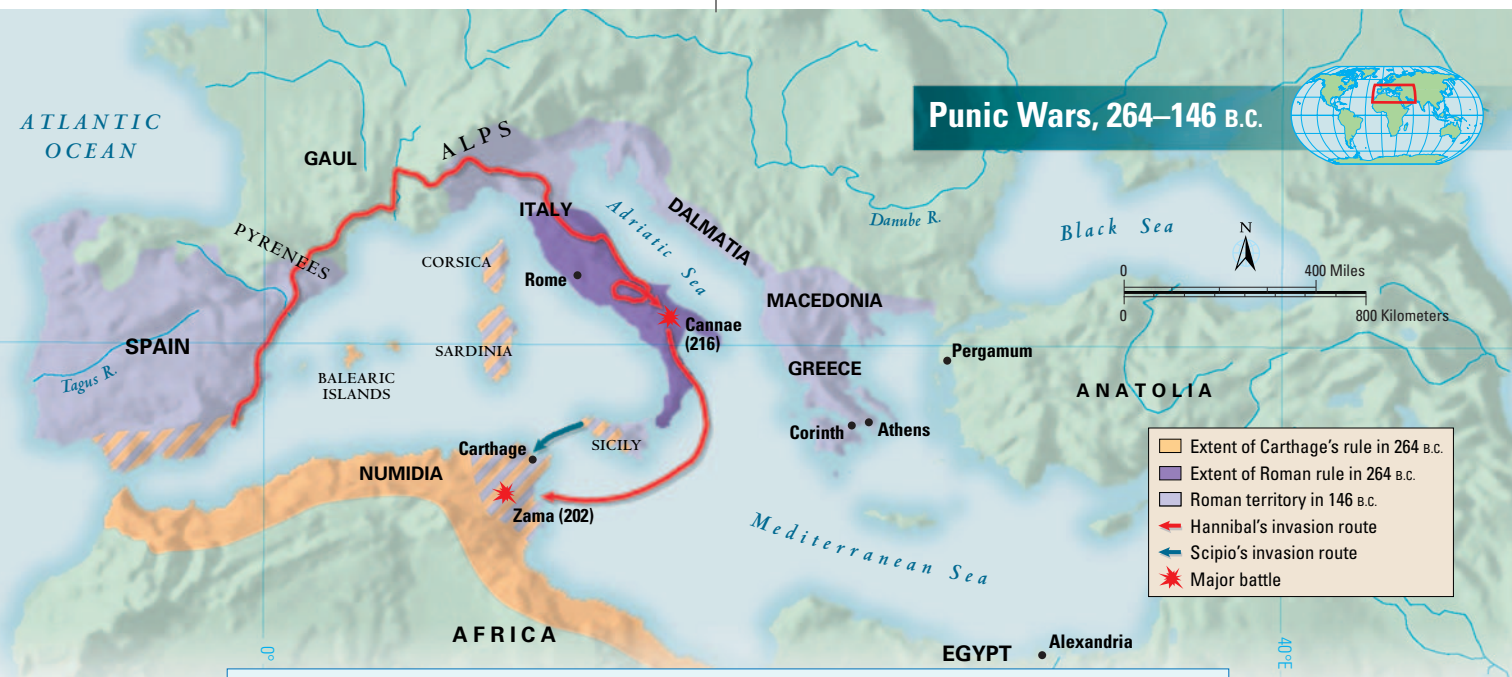 Punic Wars, 264–146 B.C.
ATLANTIC
OCEAN
GAUL
ALPS
PYRENEES
ITALY
Adriatic Sea
DALMATIA
Danube R.
Black Sea
N
0
400 Miles
0
800 Kilometers
CORSICA
Rome
MACEDONIA
Cannae
(216)
SPAIN
Tagus R.
SARDINIA
BALEARIC
ISLANDS
GREECE
Pergamum
ANATOLIA
Corinth
Athens
SICILY
Carthage
NUMIDIA
Zama (202)
Mediterranean Sea
AFRICA
EGYPT
Alexandria
0°
40°E
Extent of Carthage's rule in 264 B.C.
Extent of Roman rule in 264 B.C.
Roman territory in 146 B.C.
Hannibal's invasion route
Scipio's invasion route
Major battle